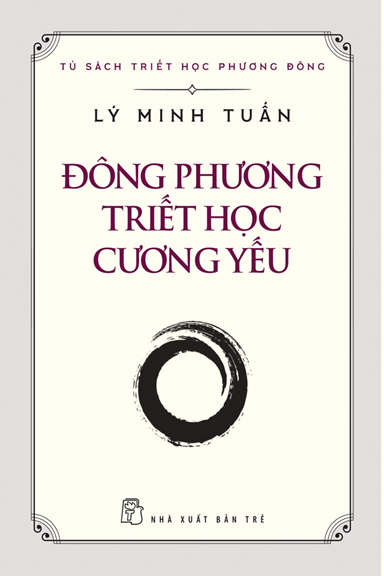 TỦ SÁCH TRIẾT HỌC PHƯƠNG ĐÔNG
LÝ MINH TUẤN
ĐÔNG PHƯƠNG
TRIẾT HỌC
CƯƠNG YẾU
NHÀ XUẤT BẢN TRẺ